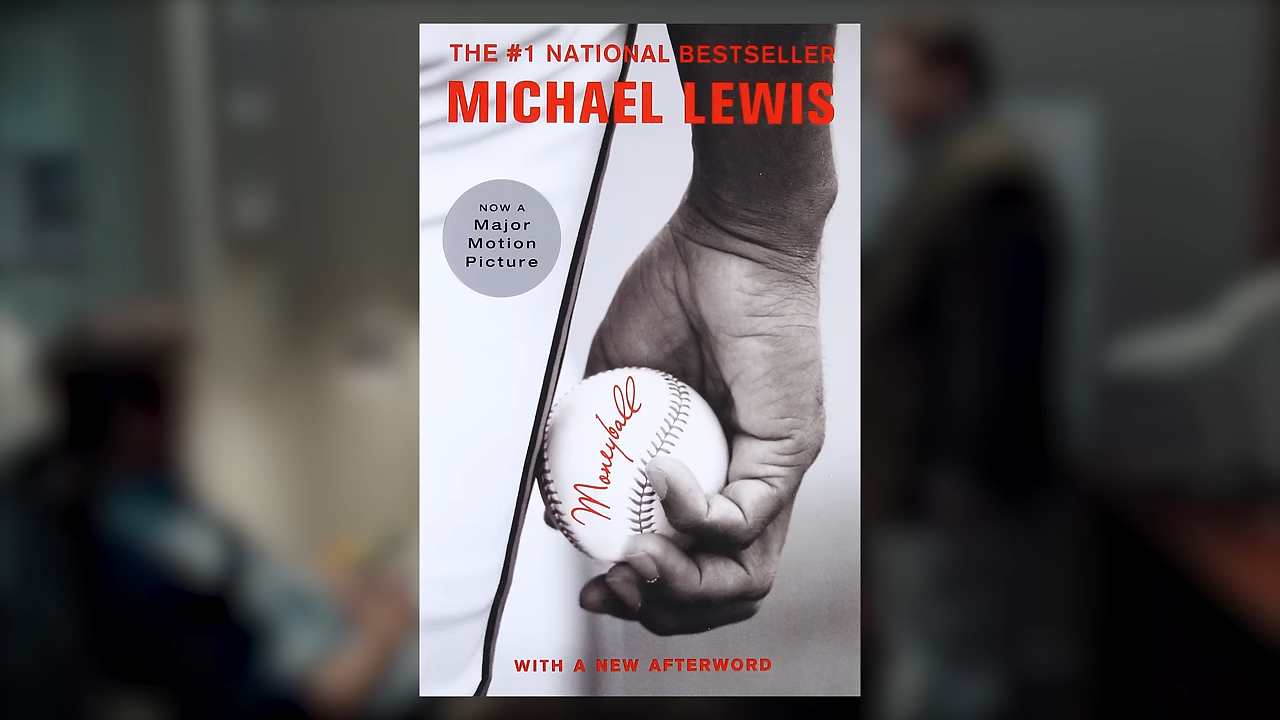 THE #1 NATIONAL BESTSELLER
MICHAEL LEWIS
NOW A
Major
Motion
Picture
Moneyball
WITH A NEW AFTERWORD